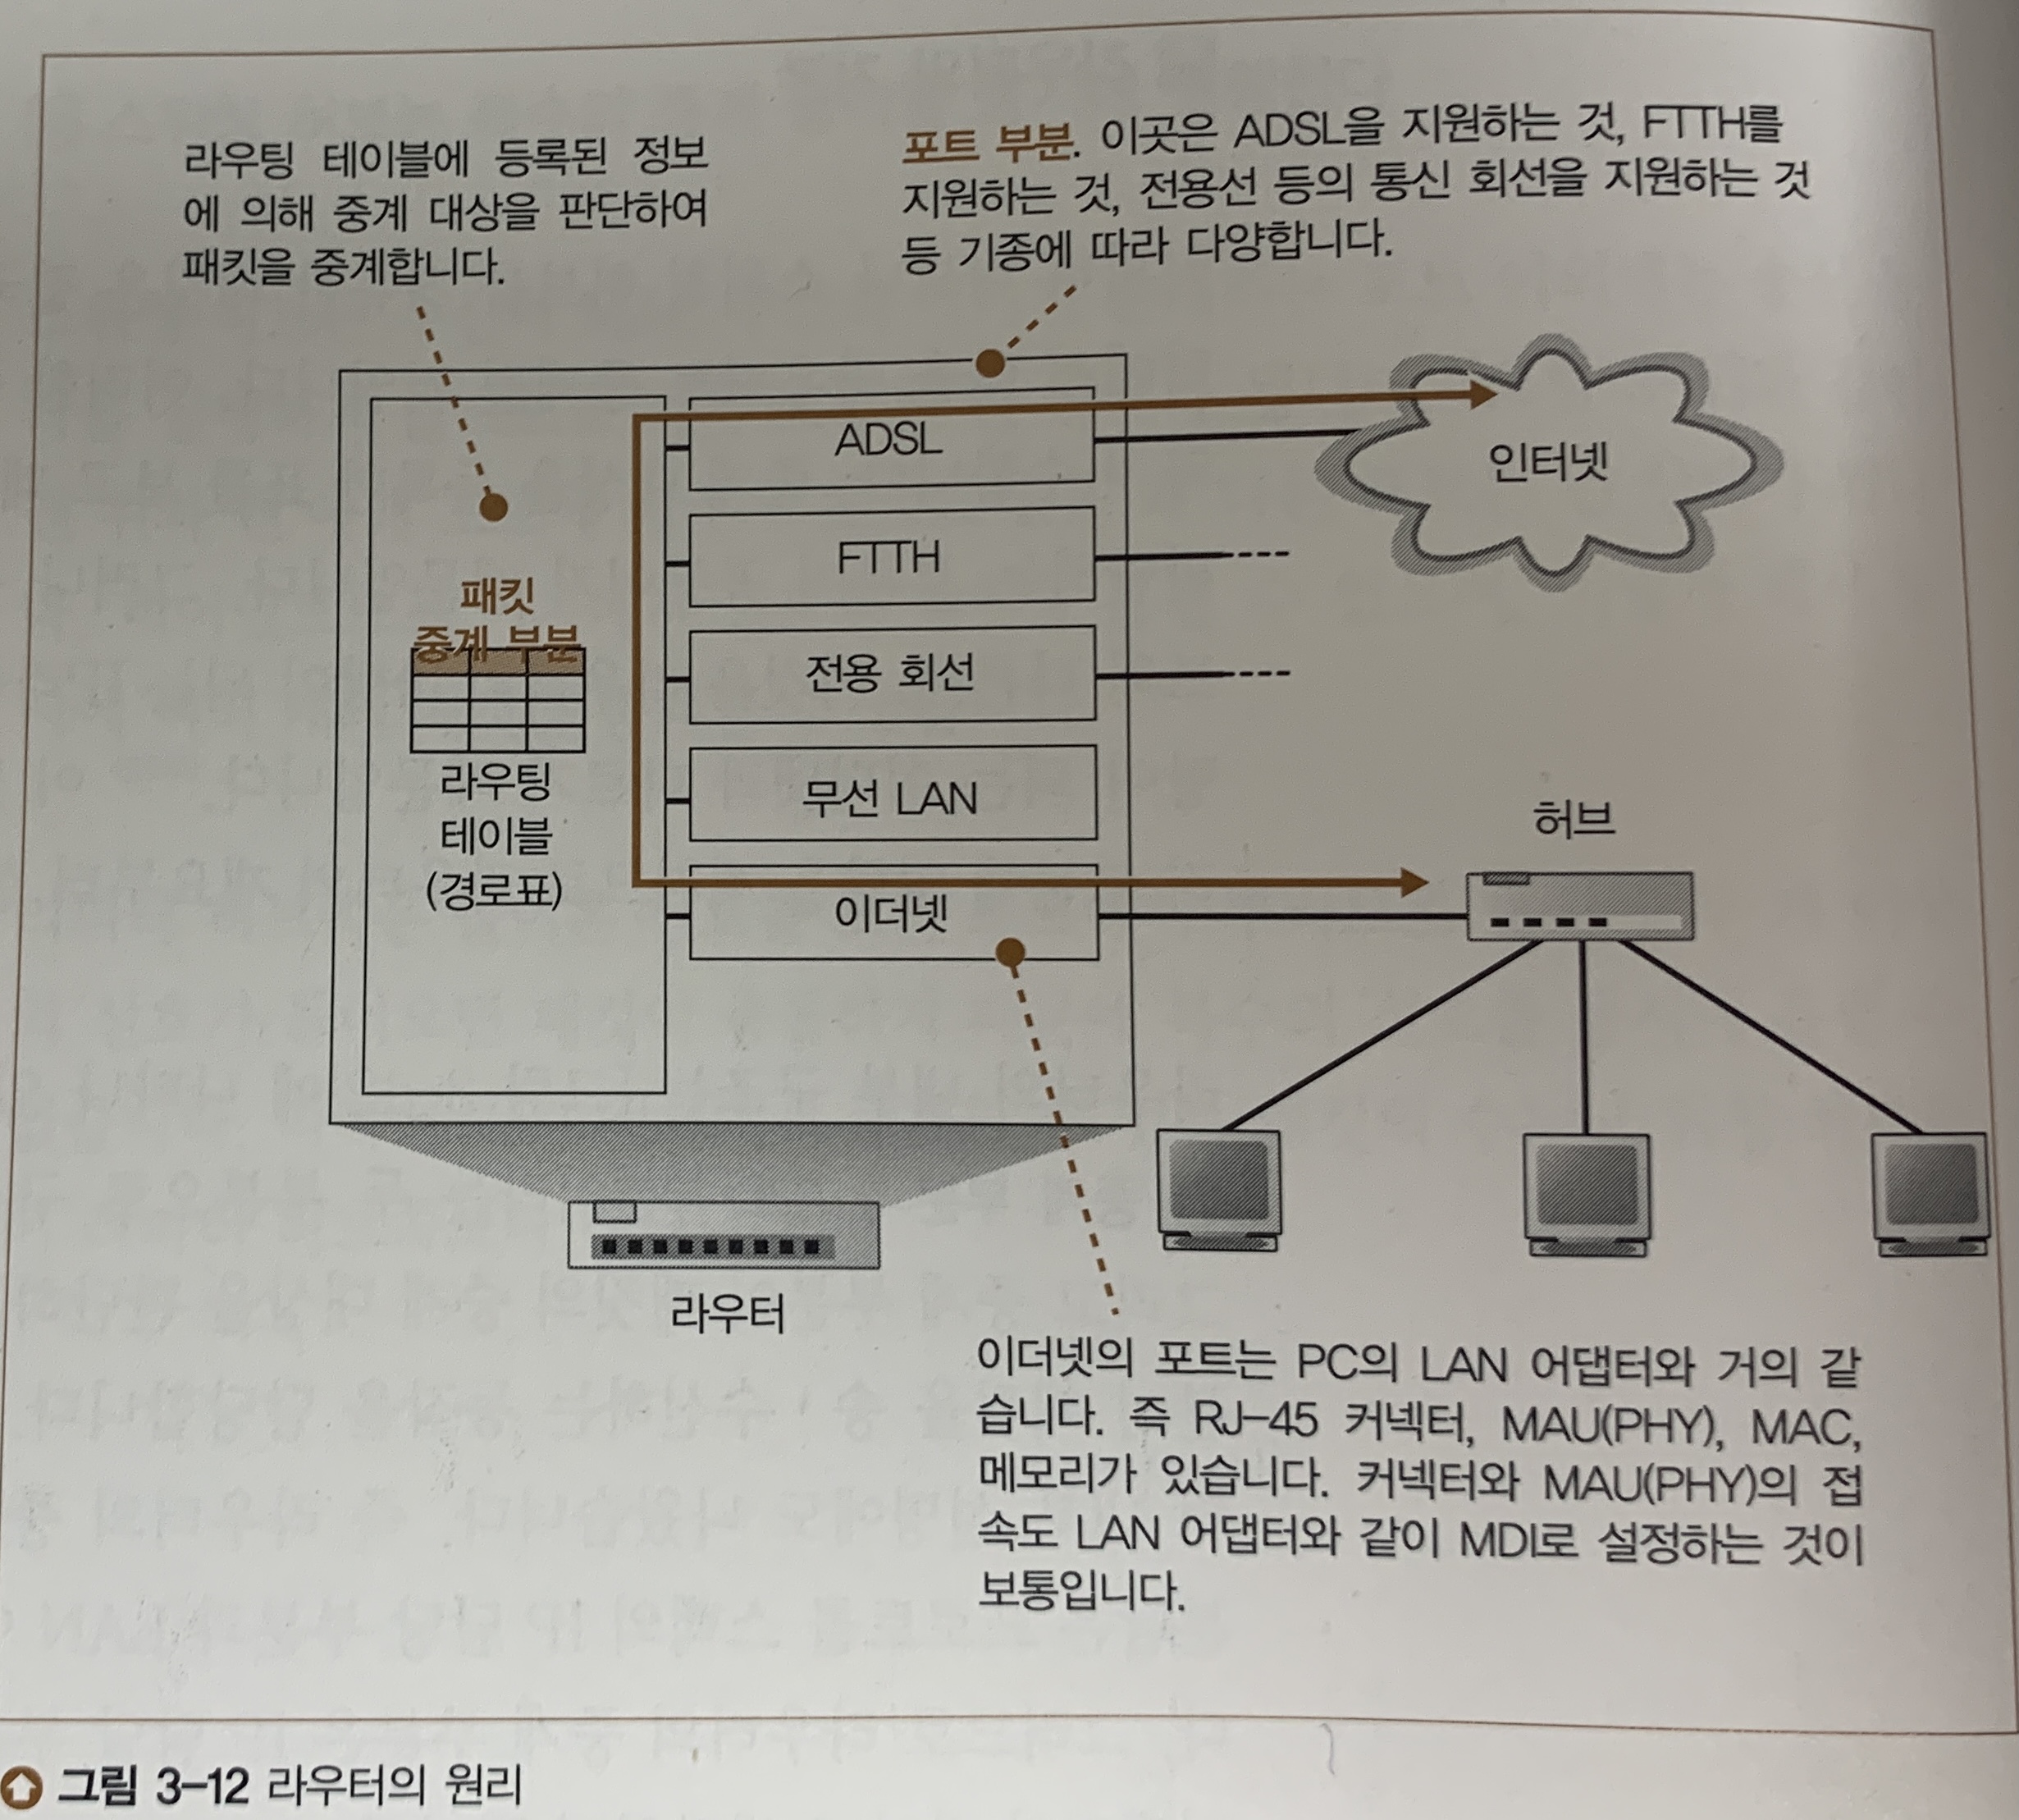 라우팅 테이블에 등록된 정보
에 의해 중계 대상을 판단하여
패킷을 중계합니다.
포트 부분. 이곳은 ADSL을 지원하는 것, FTTH를
지원하는 것, 전용선 등의 통신 회선을 지원하는 것
등 기종에 따라 다양합니다.
ADSL
인터넷
FTTH
패킷
중계 부분
전용 회선
라우팅
테이블
(경로표)
무선 LAN
허브
이더넷
라우터
이더넷의 포트는 PC의 LAN 어댑터와 거의 같
습니다. 즉 RJ-45 커넥터, MAU(PHY), MAC,
메모리가 있습니다. 커넥터와 MAU(PHY)의 접
속도 LAN 어댑터와 같이 MDI로 설정하는 것이
보통입니다.
그림 3-12 라우터의 원리